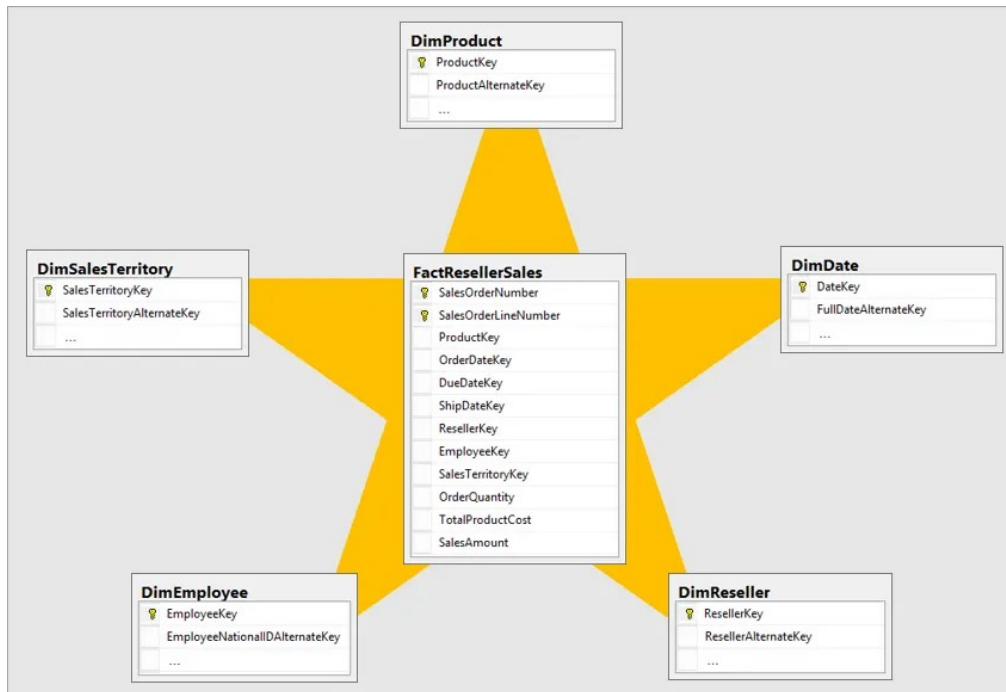 DimProduct
ProductKey
ProductAlternateKey
...
DimSalesTerritory
SalesTerritoryKey
SalesTerritoryAlternateKey
...
FactResellerSales
SalesOrderNumber
SalesOrderLineNumber
ProductKey
OrderDateKey
DueDateKey
ShipDateKey
ResellerKey
EmployeeKey
SalesTerritoryKey
OrderQuantity
TotalProductCost
SalesAmount
DimDate
DateKey
FullDateAlternateKey
...
DimEmployee
EmployeeKey
EmployeeNationalIDAlternateKey
...
DimReseller
ResellerKey
ResellerAlternateKey
...